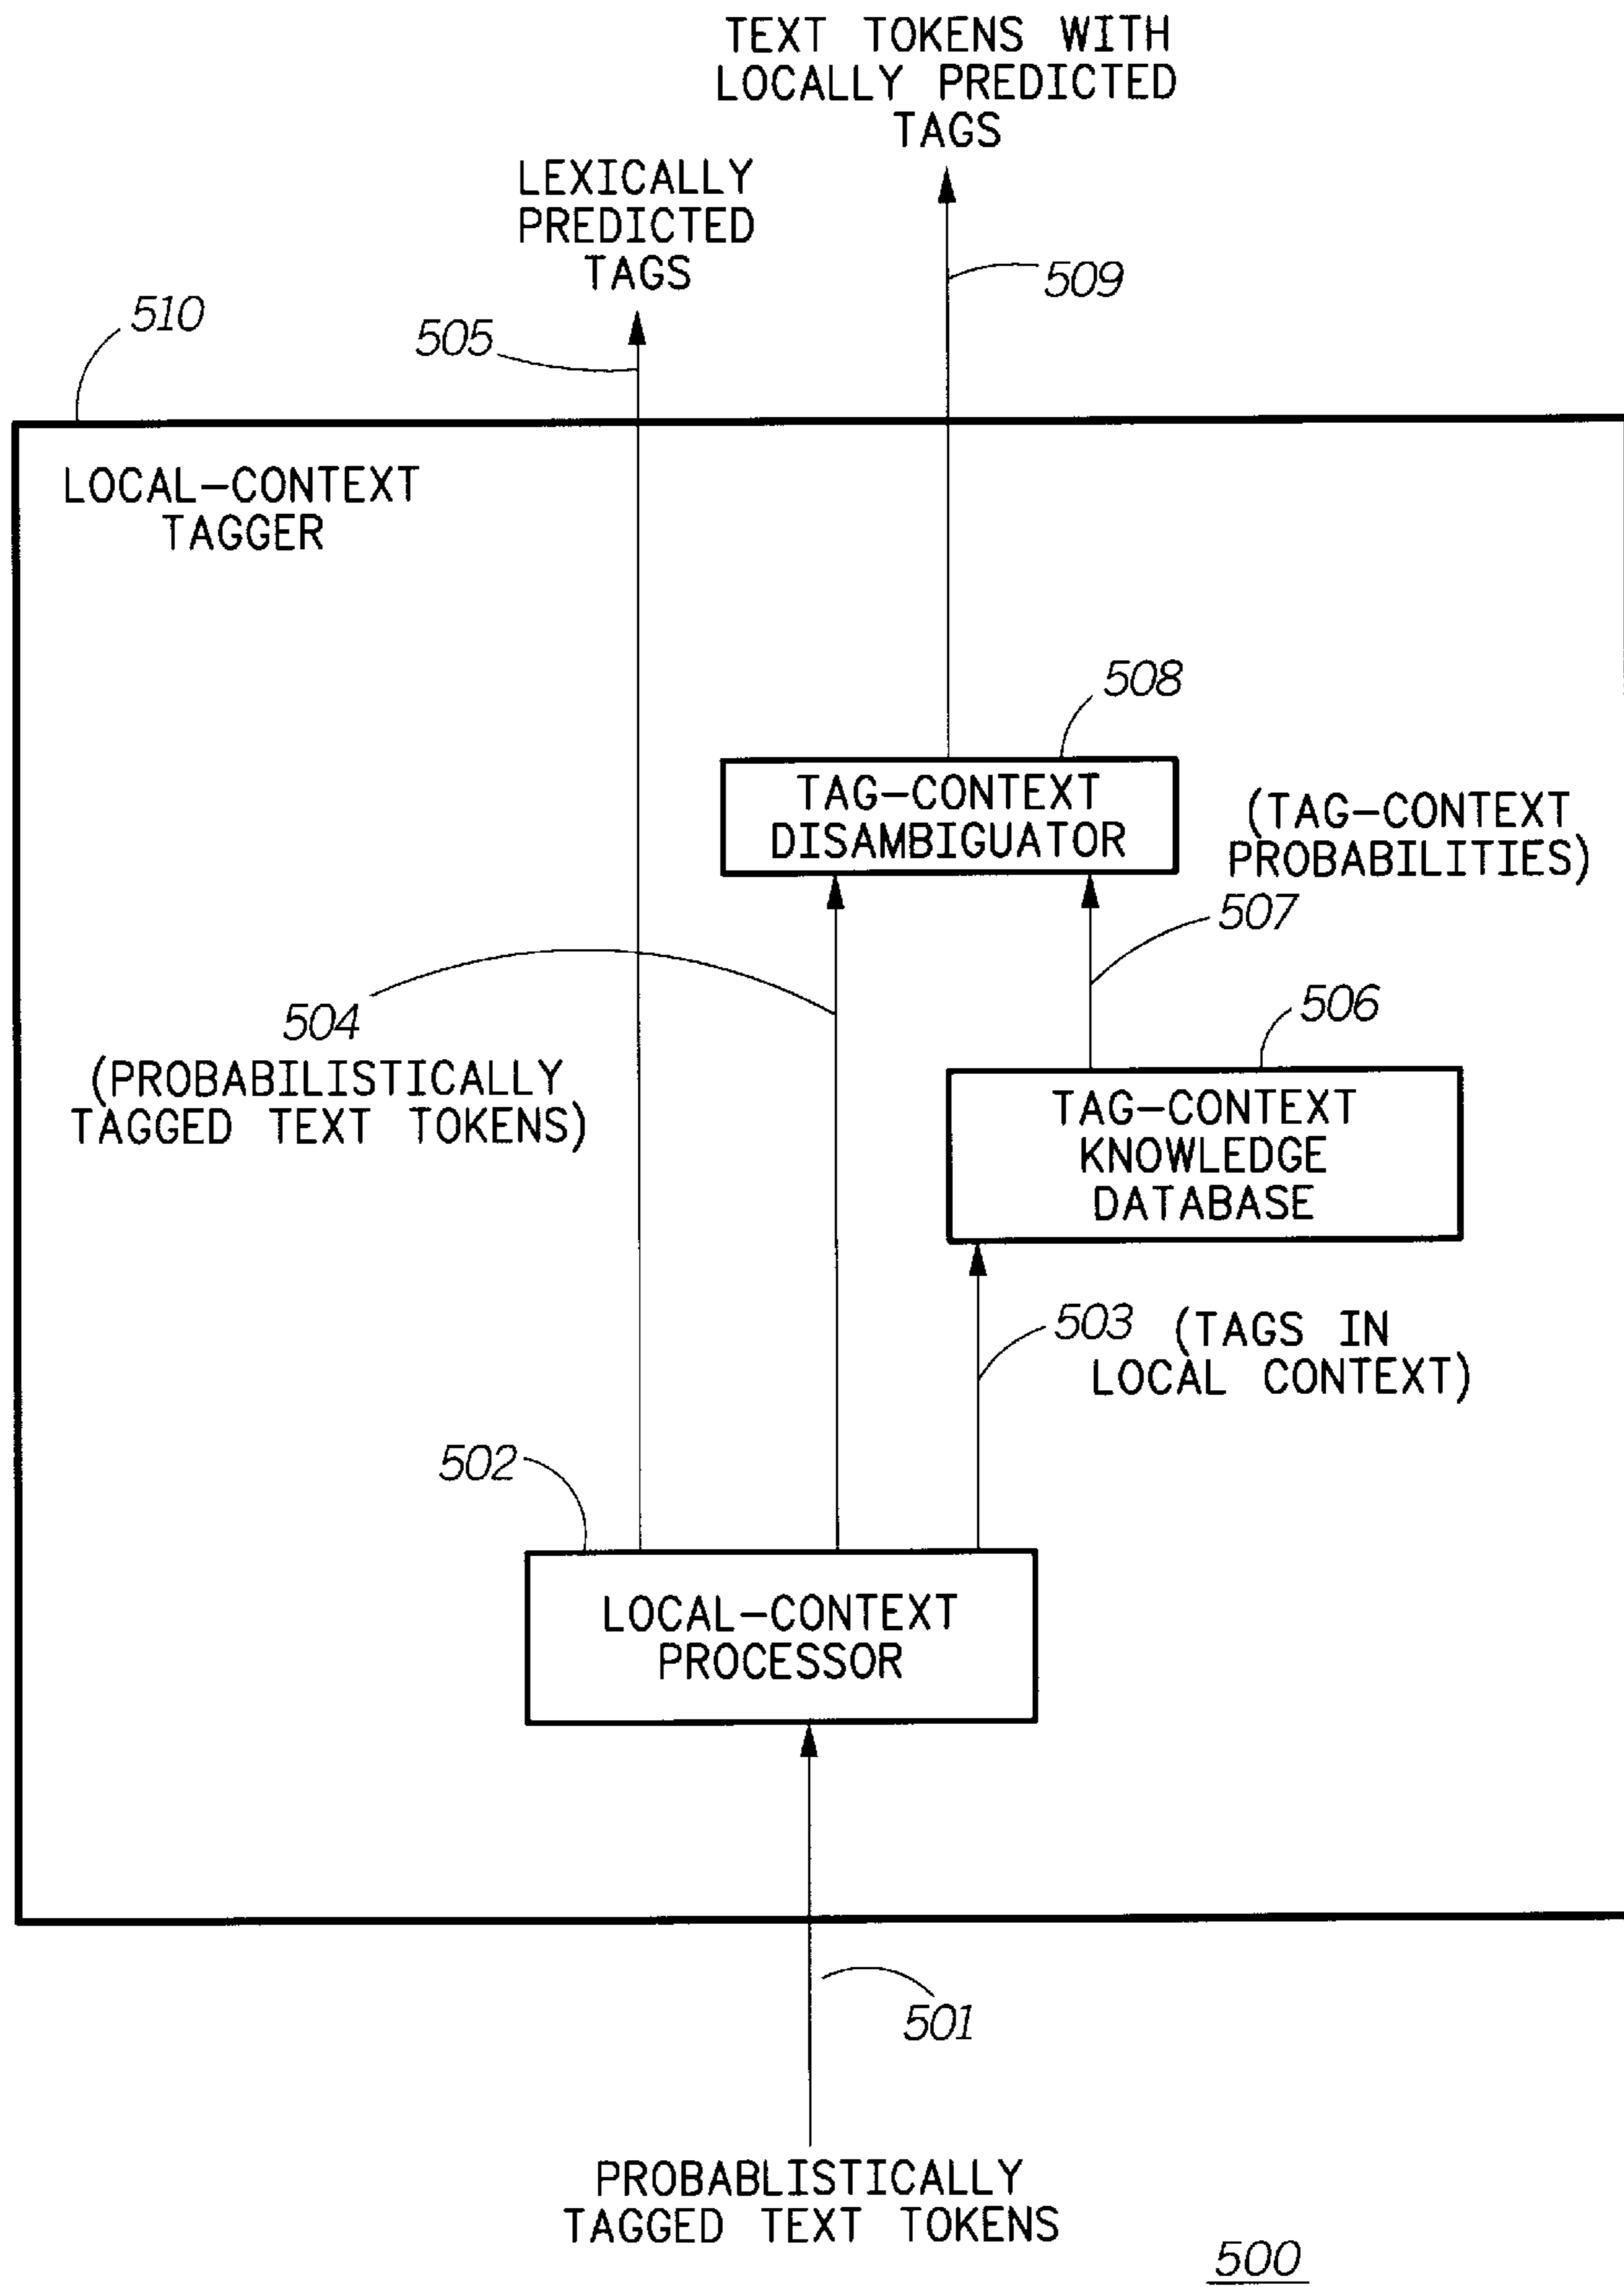 TEXT TOKENS WITH
LOCALLY PREDICTED
TAGS
LEXICALLY
PREDICTED
TAGS
509
510
505
LOCAL-CONTEXT
TAGGER
508
TAG-CONTEXT
DISAMBIGUATOR
(TAG-CONTEXT
PROBABILITIES)
507
504
(PROBABILISTICALLY
TAGGED TEXT TOKENS)
506
TAG-CONTEXT
KNOWLEDGE
DATABASE
503 (TAGS IN
LOCAL CONTEXT)
502
LOCAL-CONTEXT
PROCESSOR
501
PROBABLISTICALLY
TAGGED TEXT TOKENS
500